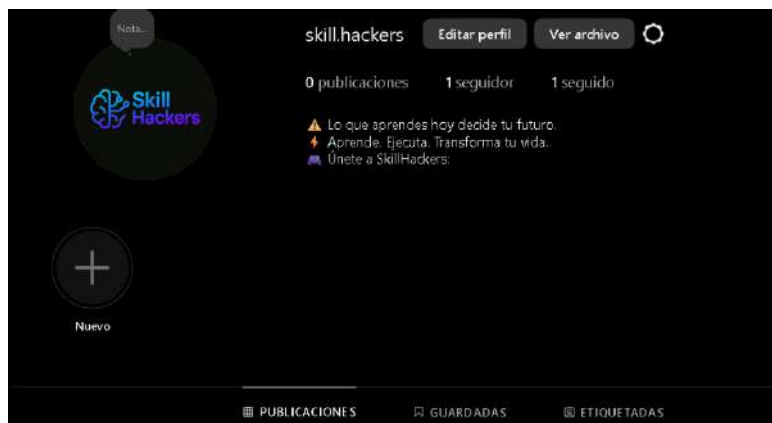 Nota...
skill.hackers
Editar perfil
Ver archivo
Skill
Hackers
0 publicaciones
1 seguidor
1 seguido
Lo que aprendes hoy decide tu futuro.
Aprende. Ejecuta. Transforma tu vida.
Únete a SkillHackers:
Nuevo
PUBLICACIONES
GUARDADAS
ETIQUETADAS